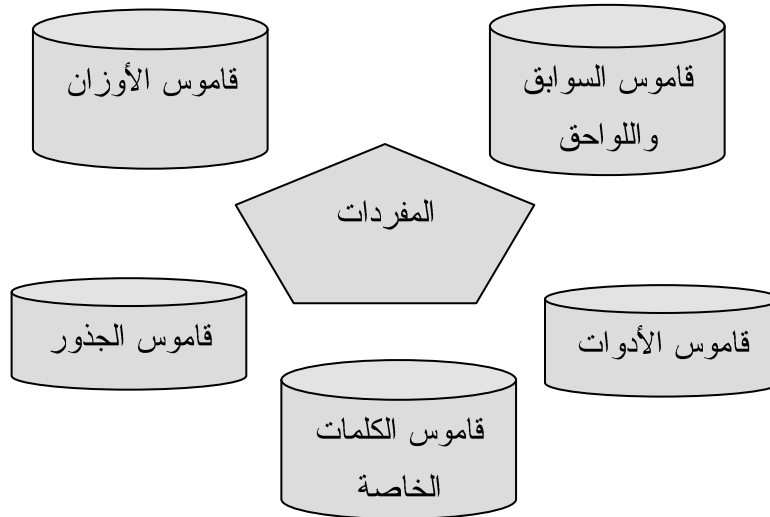 قاموس السوابق
واللواحق
قاموس الأوزان
المفردات
قاموس الأدوات
قاموس الجذور
قاموس الكلمات
الخاصة